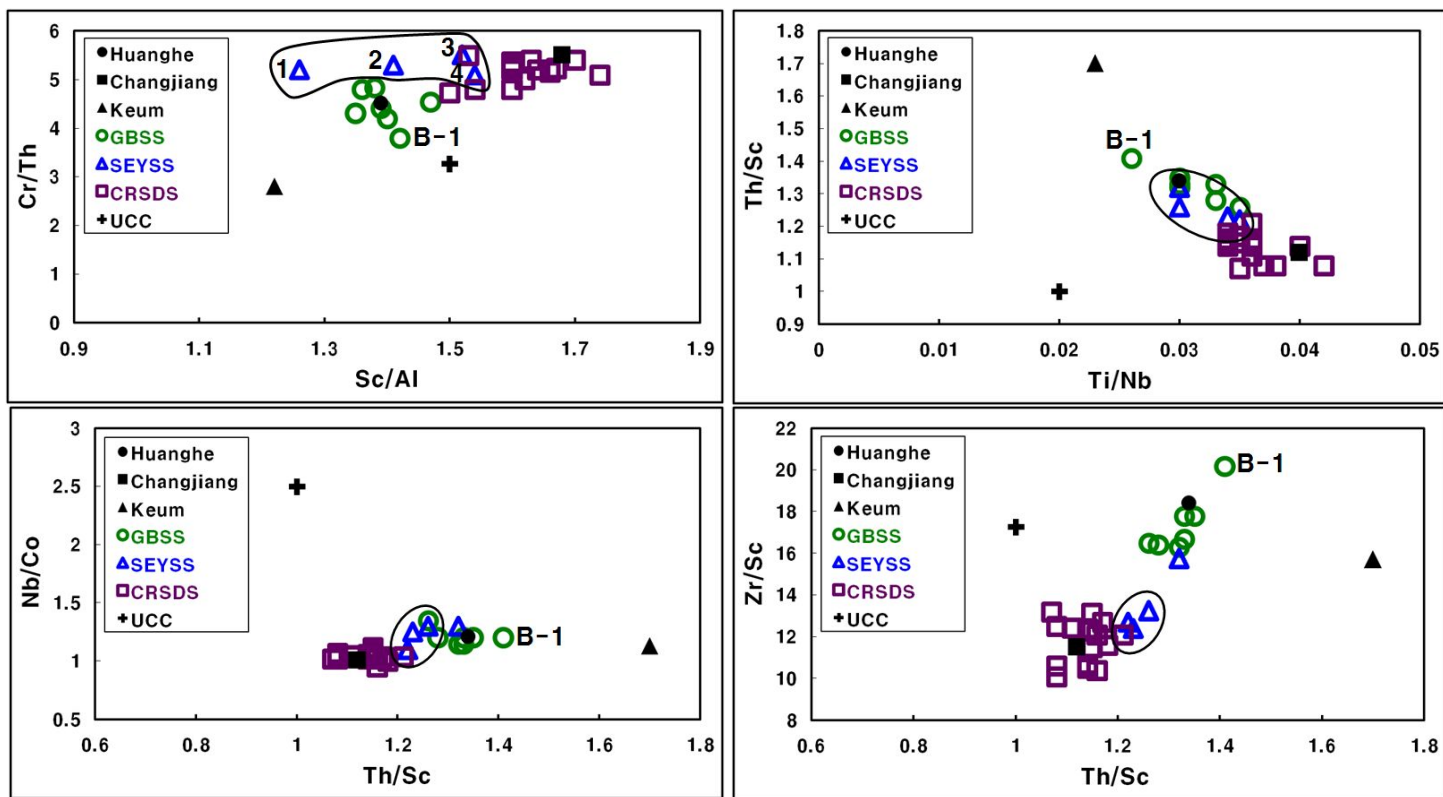 6
5
4
3
2
1
0
Cr/Th
Huanghe
Changjiang
Keum
GBSS
SEYSS
CRSDS
UCC
1
2
3
4
B-1
0.9
1.1
1.3
1.5
1.7
1.9
Sc/Al
1.8
1.7
1.6
1.5
1.4
1.3
1.2
1.1
1
0.9
Th/Sc
Huanghe
Changjiang
Keum
GBSS
SEYSS
CRSDS
UCC
B-1
0
0.01
0.02
0.03
0.04
0.05
Ti/Nb
3
2.5
2
1.5
1
0.5
Nb/Co
Huanghe
Changjiang
Keum
GBSS
SEYSS
CRSDS
UCC
B-1
0.6
0.8
1
1.2
1.4
1.6
1.8
Th/Sc
22
20
18
16
14
12
10
8
Zr/Sc
Huanghe
Changjiang
Keum
GBSS
SEYSS
CRSDS
UCC
B-1
0.6
0.8
1
1.2
1.4
1.6
1.8
Th/Sc